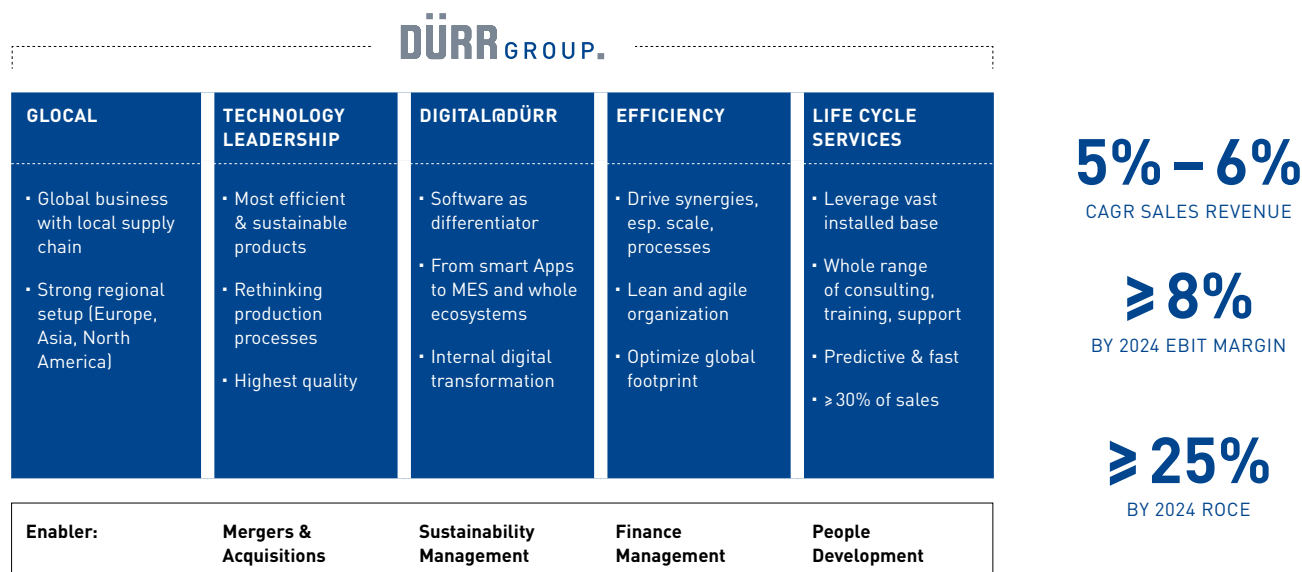 DÜRR GROUP.
GLOCAL
▪ Global business
with local supply
chain
▪ Strong regional
setup (Europe,
Asia, North
America)
TECHNOLOGY
LEADERSHIP
▪ Most efficient
& sustainable
products
▪ Rethinking
production
processes
▪ Highest quality
DIGITAL@DÜRR
▪ Software as
differentiator
▪ From smart Apps
to MES and whole
ecosystems
▪ Internal digital
transformation
EFFICIENCY
▪ Drive synergies,
esp. scale,
processes
▪ Lean and agile
organization
▪ Optimize global
footprint
LIFE CYCLE
SERVICES
▪ Leverage vast
installed base
▪ Whole range
of consulting,
training, support
▪ Predictive & fast
▪ ⩾30% of sales
Enabler:
Mergers &
Acquisitions
Sustainability
Management
Finance
Management
People
Development
5% – 6%
CAGR SALES REVENUE
⩾ 8%
BY 2024 EBIT MARGIN
⩾ 25%
BY 2024 ROCE